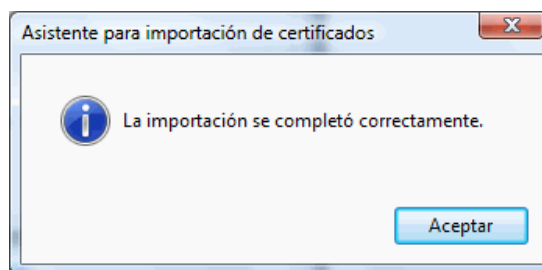 Asistente para importación de certificados
La importación se completó correctamente.
Aceptar